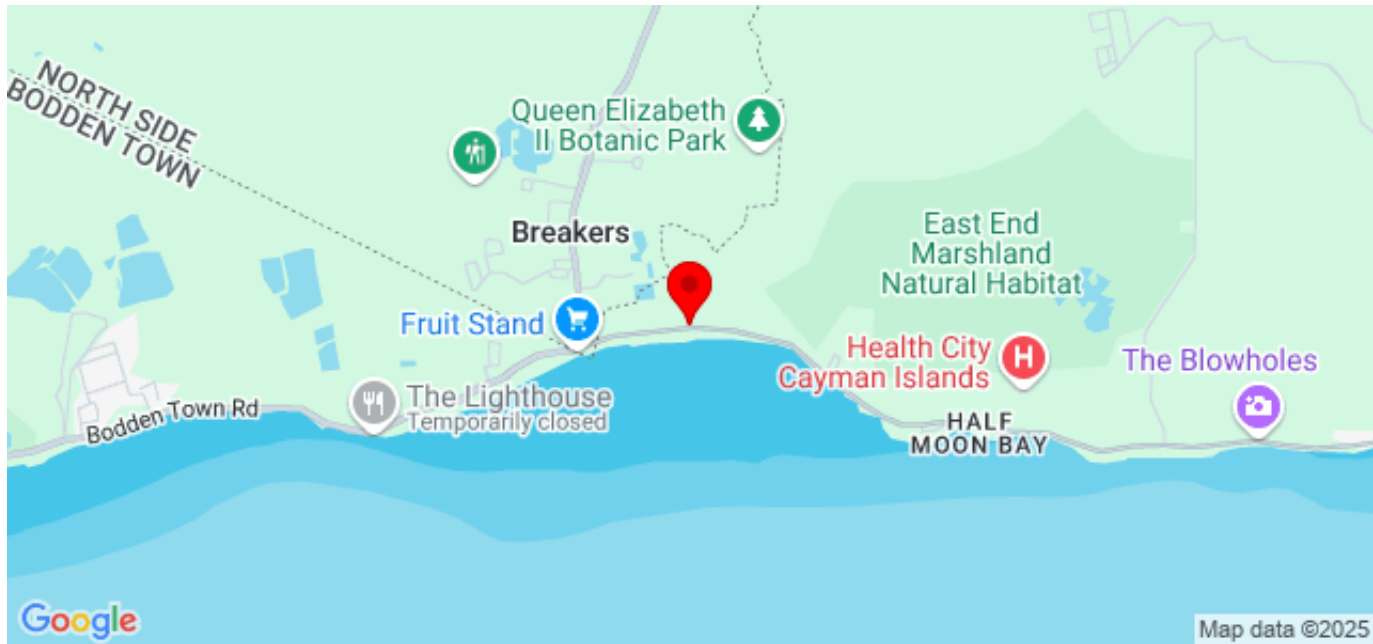 NORTH SIDE
BODDEN TOWN
Queen Elizabeth
II Botanic Park
Breakers
East End
Marshland
Natural Habitat
Fruit Stand
Health City
Cayman Islands
H
The Blowholes
The Lighthouse
Temporarily closed
Bodden Town Rd
HALF
MOON BAY
Google
Map data ©2025